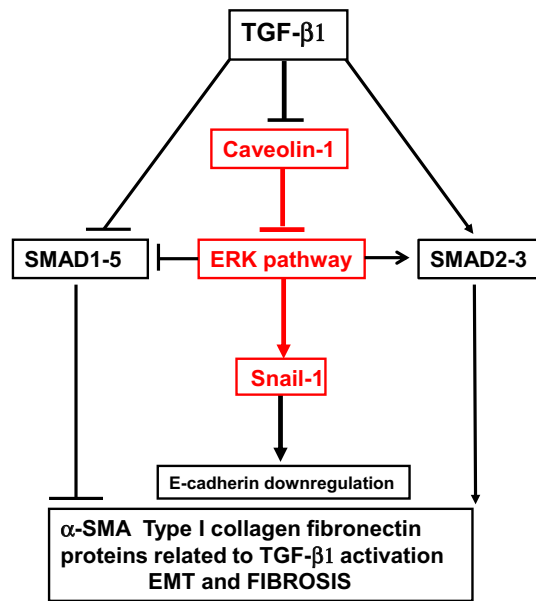 TGF-β1
Caveolin-1
SMAD1-5
ERK pathway
SMAD2-3
Snail-1
E-cadherin downregulation
α-SMA Type I collagen fibronectin
proteins related to TGF-β1 activation
EMT and FIBROSIS